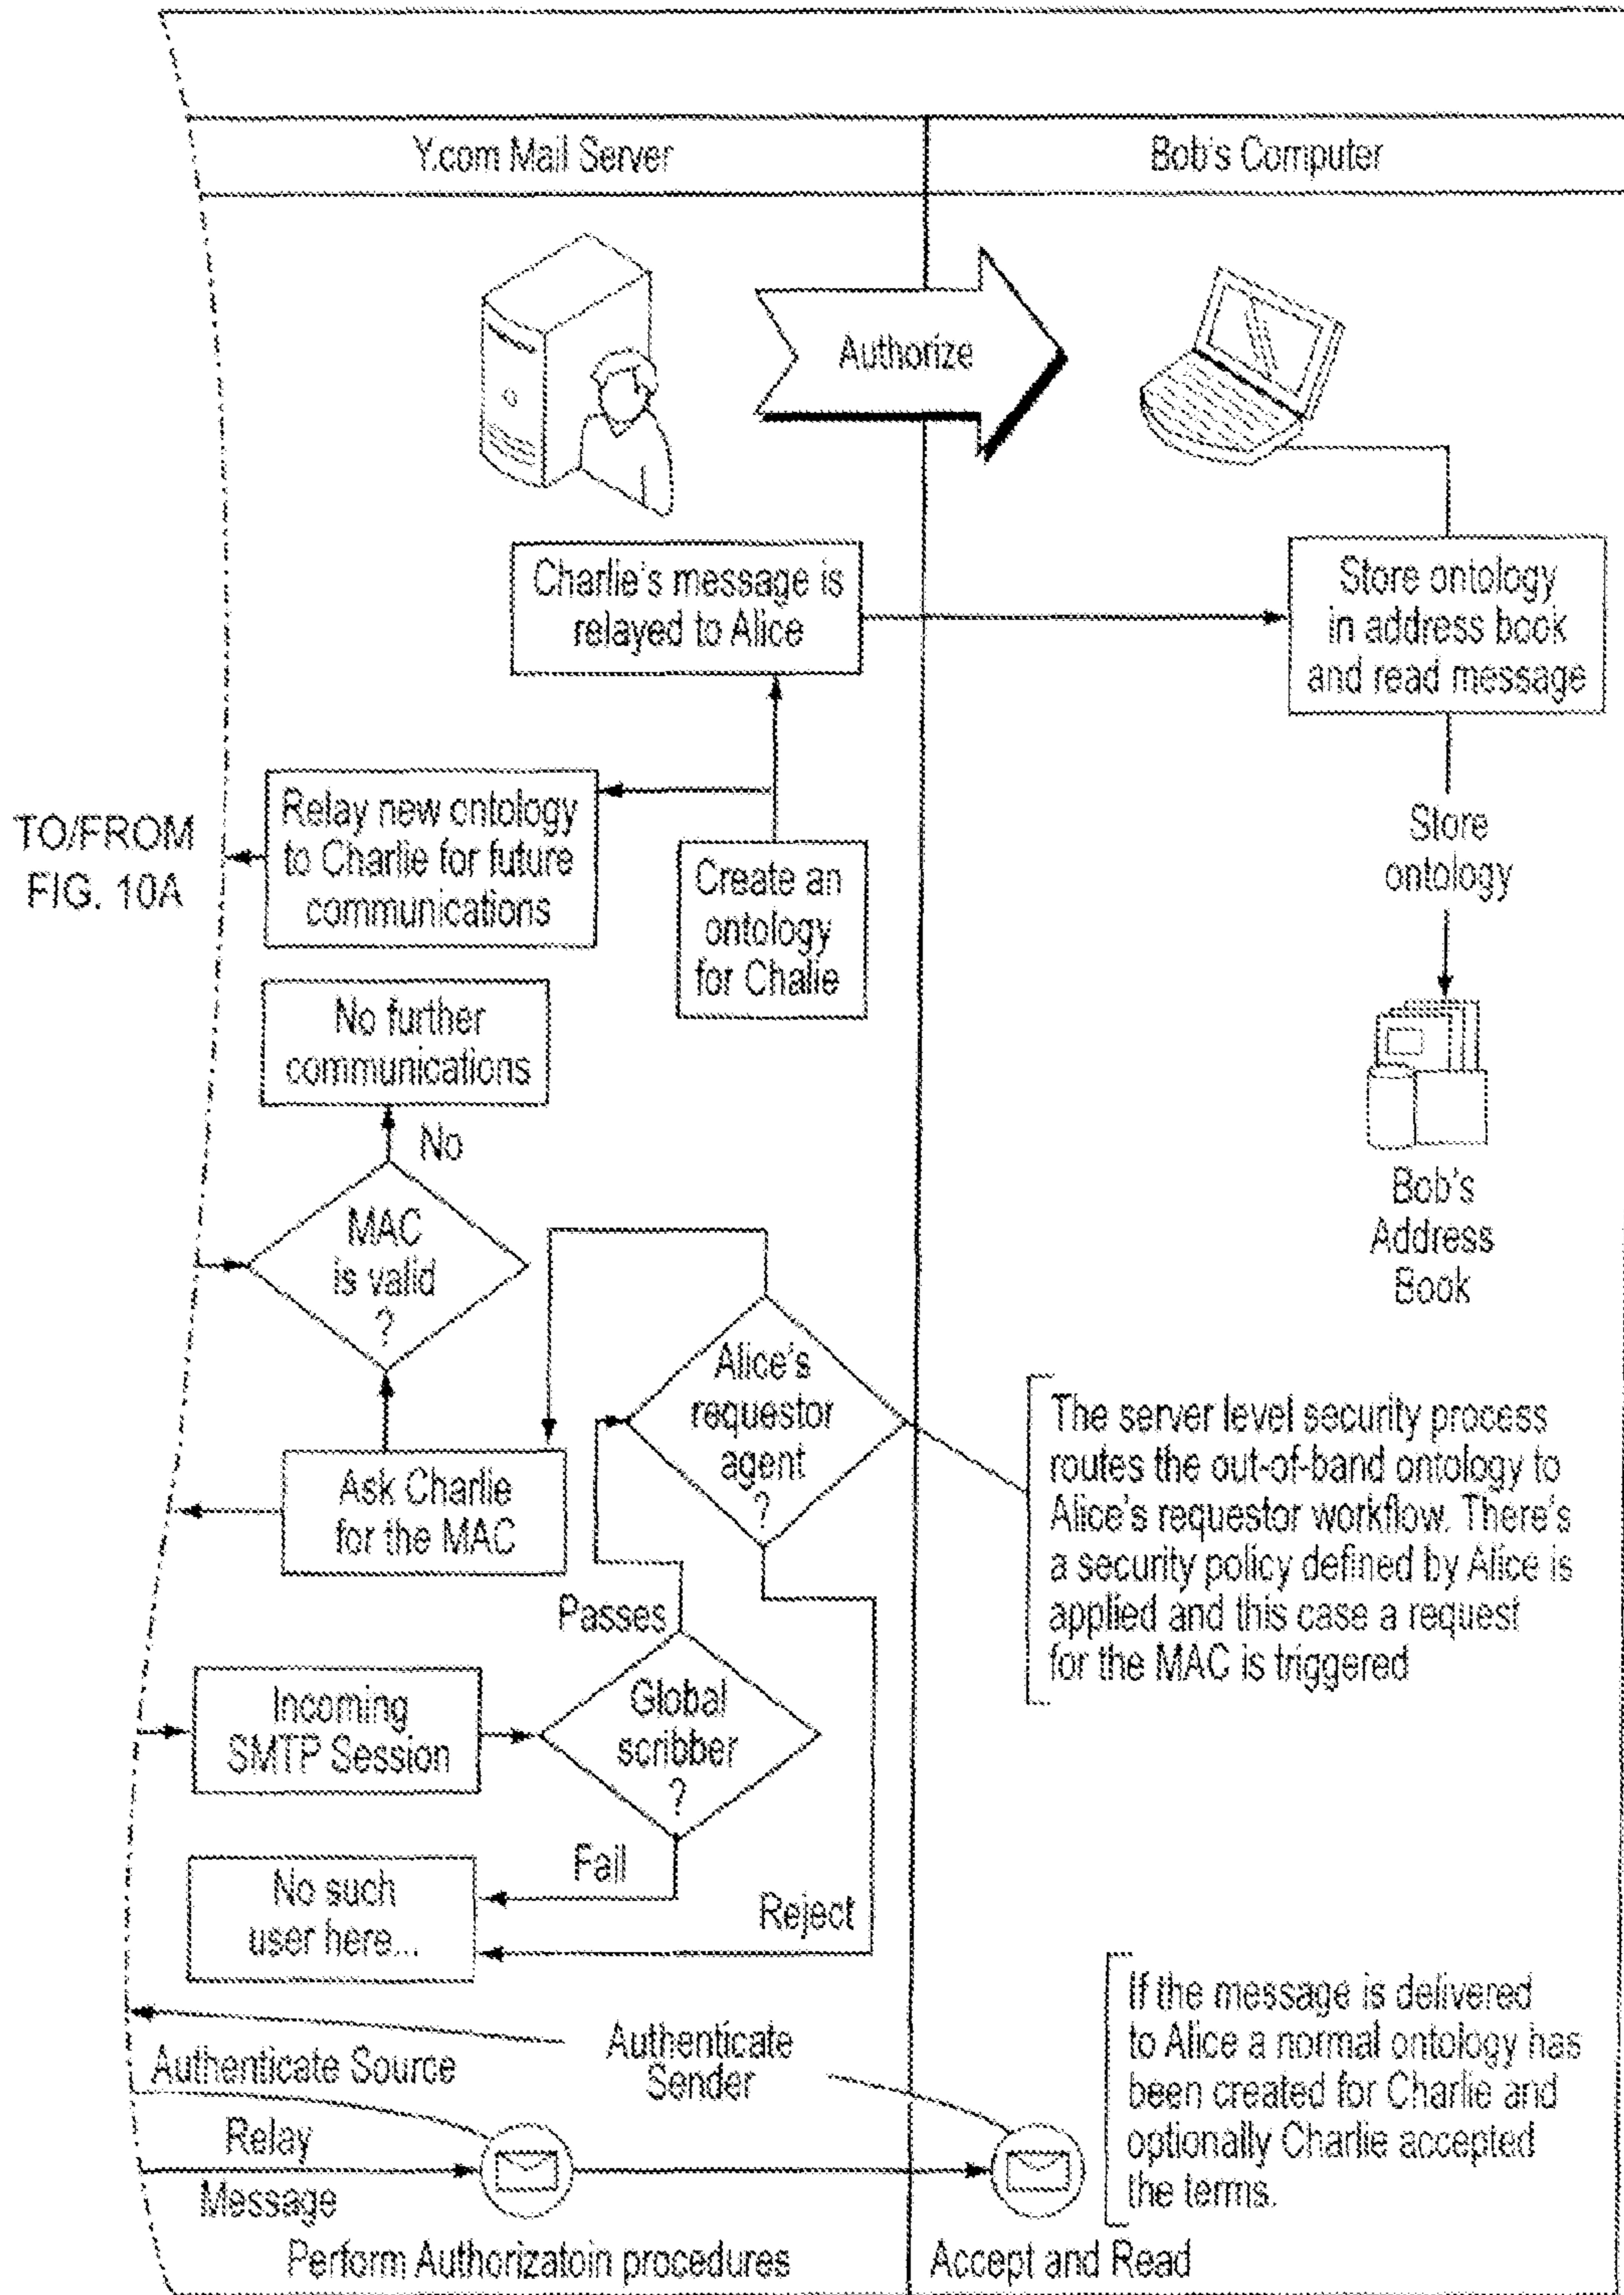 Y.com Mail Server
Bob's Computer
Authorize
Charlie's message is
relayed to Alice
Store ontology
in address book
and read message
TO/FROM
FIG. 10A
Relay new ontology
to Charlie for future
communications
Create an
ontology
for Chalie
Store
ontology
No further
communications
No
Bob's
Address
Book
MAC
is valid
?
Alice's
requestor
agent
?
Ask Charlie
for the MAC
The server level security process
routes the out-of-band ontology to
Alice's requestor workflow. There's
a security policy defined by Alice is
applied and this case a request
for the MAC is triggered
Passes
Incoming
SMTP Session
Global
scribber
?
Fail
No such
user here...
Reject
Authenticate Source
Authenticate
Sender
If the message is delivered
to Alice a normal ontology has
been created for Charlie and
optionally Charlie accepted
the terms.
Relay
Message
Perform Authorizatoin procedures
Accept and Read